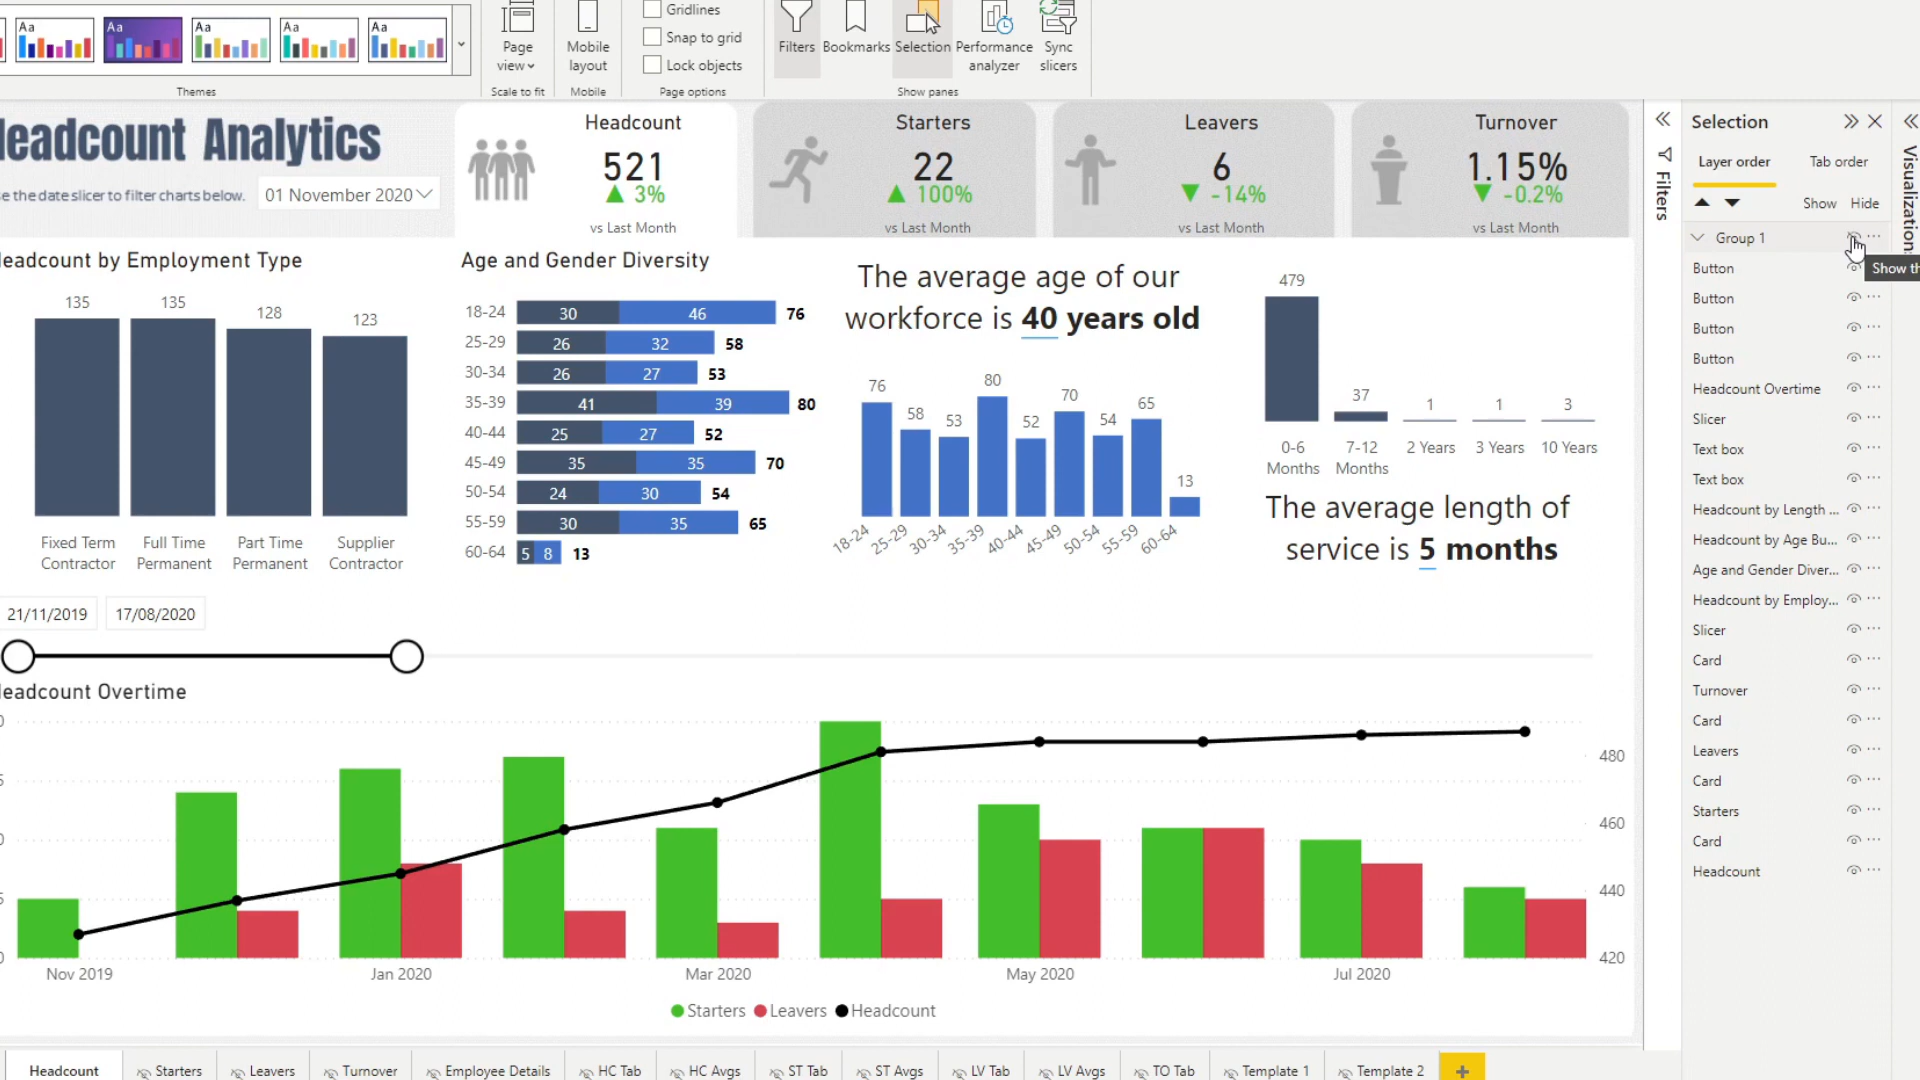 Gridlines
Snap to grid
Lock objects
Aa Aa Aa Aa Aa
Page view
Mobile layout
Filters
Bookmarks
Selection
Performance analyzer
Sync slicers
Themes
Scale to fit
Mobile
Page options
Show panes
eadcount Analytics
e the date slicer to filter charts below.
01 November 2020
Headcount
521
▲ 3%
vs Last Month
Starters
22
▲ 100%
vs Last Month
Leavers
6
▼ -14%
vs Last Month
Turnover
1.15%
▼ -0.2%
vs Last Month
eadcount by Employment Type
135 135 128 123
Fixed Term Contractor
Full Time Permanent
Part Time Permanent
Supplier Contractor
Age and Gender Diversity
18-24 30 46 76
25-29 26 32 58
30-34 26 27 53
35-39 41 39 80
40-44 25 27 52
45-49 35 35 70
50-54 24 30 54
55-59 30 35 65
60-64 5 8 13
The average age of our
workforce is 40 years old
76 58 53 80 52 70 54 65 13
18-24 25-29 30-34 35-39 40-44 45-49 50-54 55-59 60-64
479 37 1 1 3
0-6 Months
7-12 Months
2 Years
3 Years
10 Years
The average length of
service is 5 months
21/11/2019
17/08/2020
eadcount Overtime
0
5
0
5
0
480
460
440
420
Nov 2019 Jan 2020 Mar 2020 May 2020 Jul 2020
Starters Leavers Headcount
Filters
Selection
Layer order
Tab order
Show Hide
Group 1
Show th
Button
Button
Button
Button
Headcount Overtime
Slicer
Text box
Text box
Headcount by Length ...
Headcount by Age Bu...
Age and Gender Diver...
Headcount by Employ...
Slicer
Card
Turnover
Card
Leavers
Card
Starters
Card
Headcount
Visualization
Headcount
Starters
Leavers
Turnover
Employee Details
HC Tab
HC Avgs
ST Tab
ST Avgs
LV Tab
LV Avgs
TO Tab
Template 1
Template 2
+